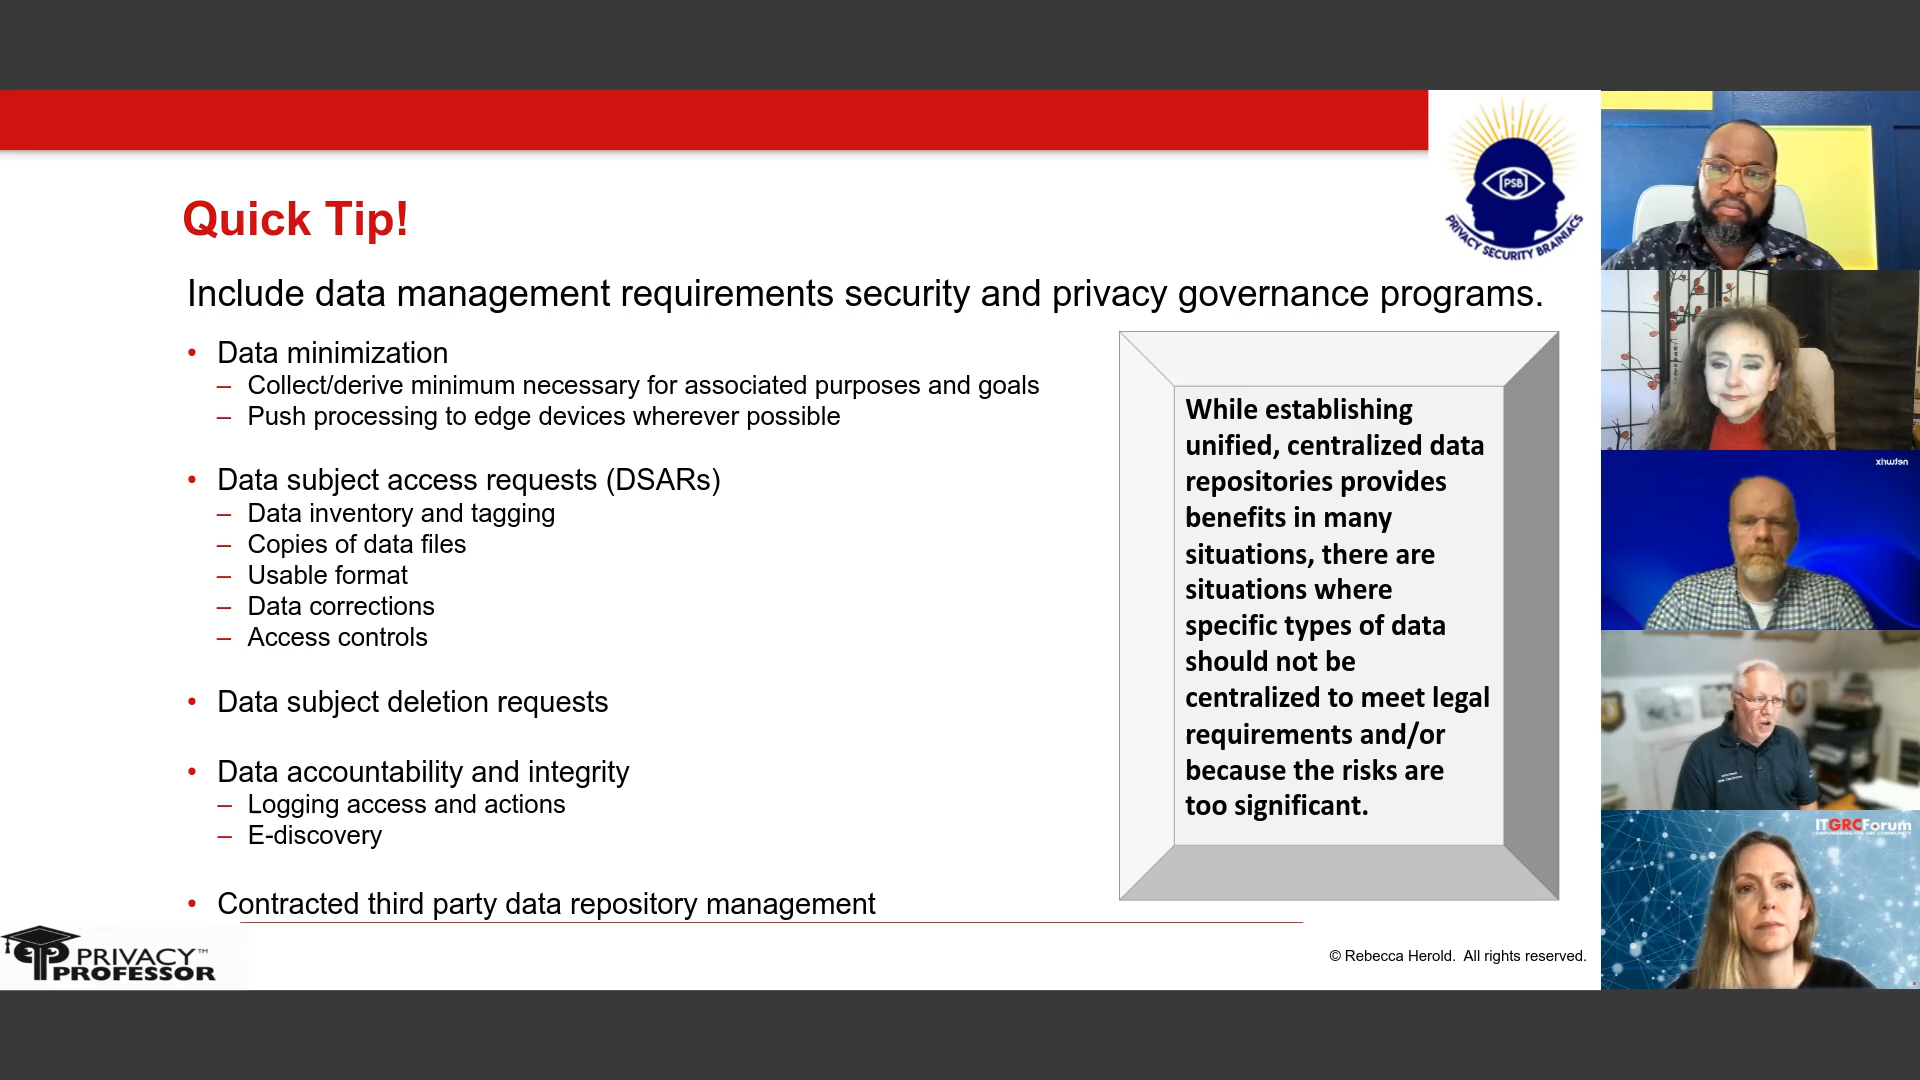 Quick Tip!
Include data management requirements security and privacy governance programs.
• Data minimization
– Collect/derive minimum necessary for associated purposes and goals
– Push processing to edge devices wherever possible
• Data subject access requests (DSARs)
– Data inventory and tagging
– Copies of data files
– Usable format
– Data corrections
– Access controls
• Data subject deletion requests
• Data accountability and integrity
– Logging access and actions
– E-discovery
• Contracted third party data repository management
While establishing
unified, centralized data
repositories provides
benefits in many
situations, there are
situations where
specific types of data
should not be
centralized to meet legal
requirements and/or
because the risks are
too significant.
PSB
PRIVACY SECURITY BRAINIACS
PRIVACY™
PROFESSOR
© Rebecca Herold.  All rights reserved.
netwrix
ITGRCForum